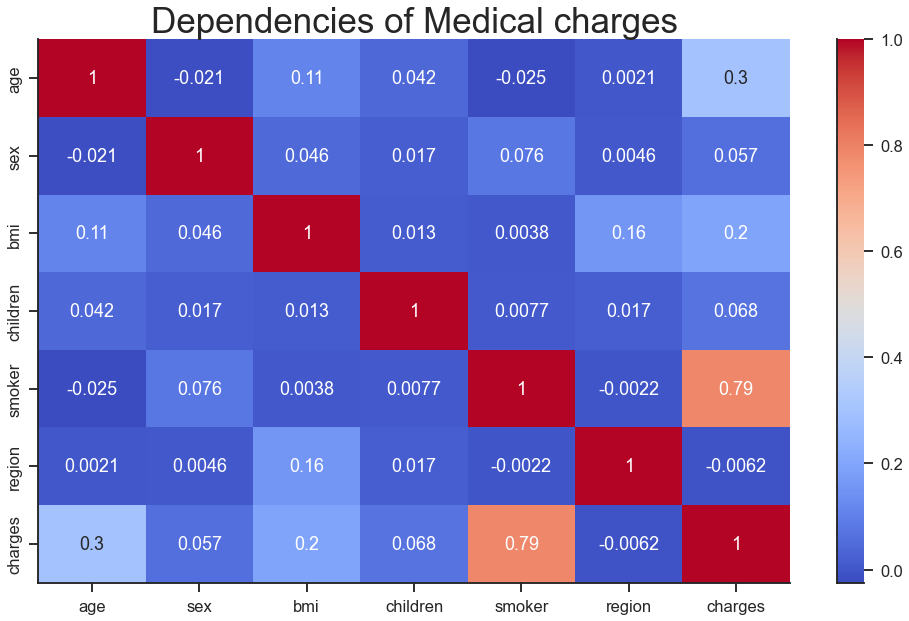 Dependencies of Medical charges
age 1 -0.021 0.11 0.042 -0.025 0.0021 0.3
sex -0.021 1 0.046 0.017 0.076 0.0046 0.057
bmi 0.11 0.046 1 0.013 0.0038 0.16 0.2
children 0.042 0.017 0.013 1 0.0077 0.017 0.068
smoker -0.025 0.076 0.0038 0.0077 1 -0.0022 0.79
region 0.0021 0.0046 0.16 0.017 -0.0022 1 -0.0062
charges 0.3 0.057 0.2 0.068 0.79 -0.0062 1
age sex bmi children smoker region charges
1.0
0.8
0.6
0.4
0.2
0.0